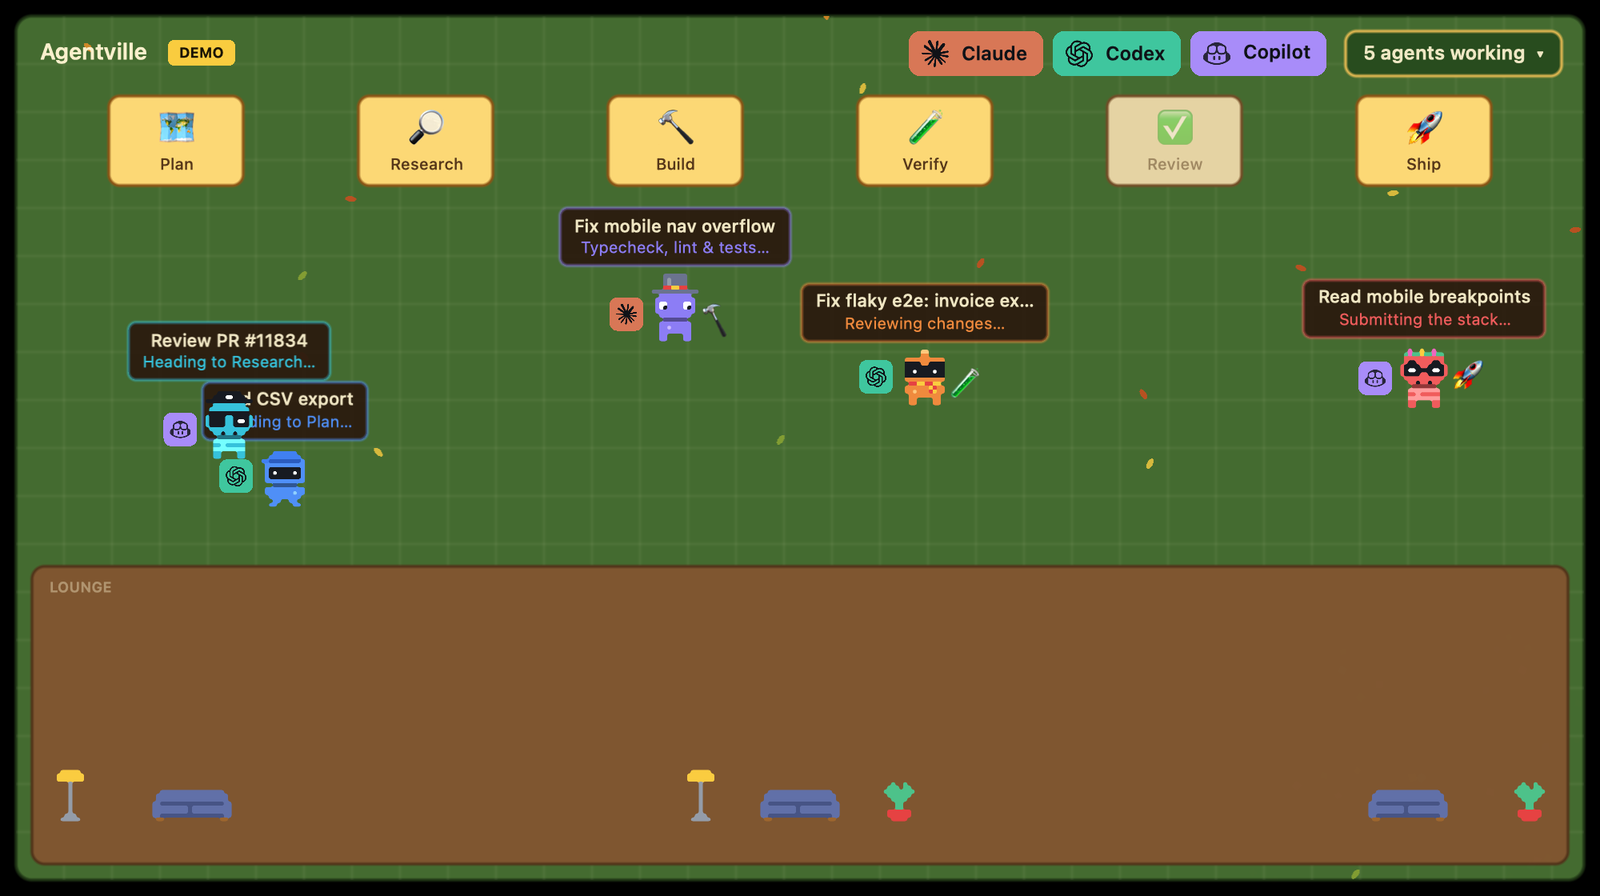 Agentville
DEMO
Claude
Codex
Copilot
5 agents working
Plan
Research
Build
Verify
Review
Ship
Fix mobile nav overflow
Typecheck, lint & tests...
Fix flaky e2e: invoice ex...
Reviewing changes...
Read mobile breakpoints
Submitting the stack...
Review PR #11834
Heading to Research...
CSV export
to Plan...
LOUNGE